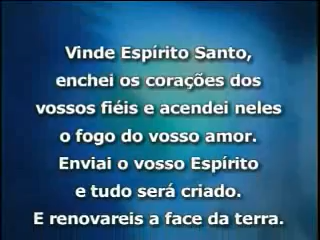 Vinde Espírito Santo,
enchei os corações dos
vossos fiéis e acendei neles
o fogo do vosso amor.
Enviai o vosso Espírito
e tudo será criado.
E renovareis a face da terra.